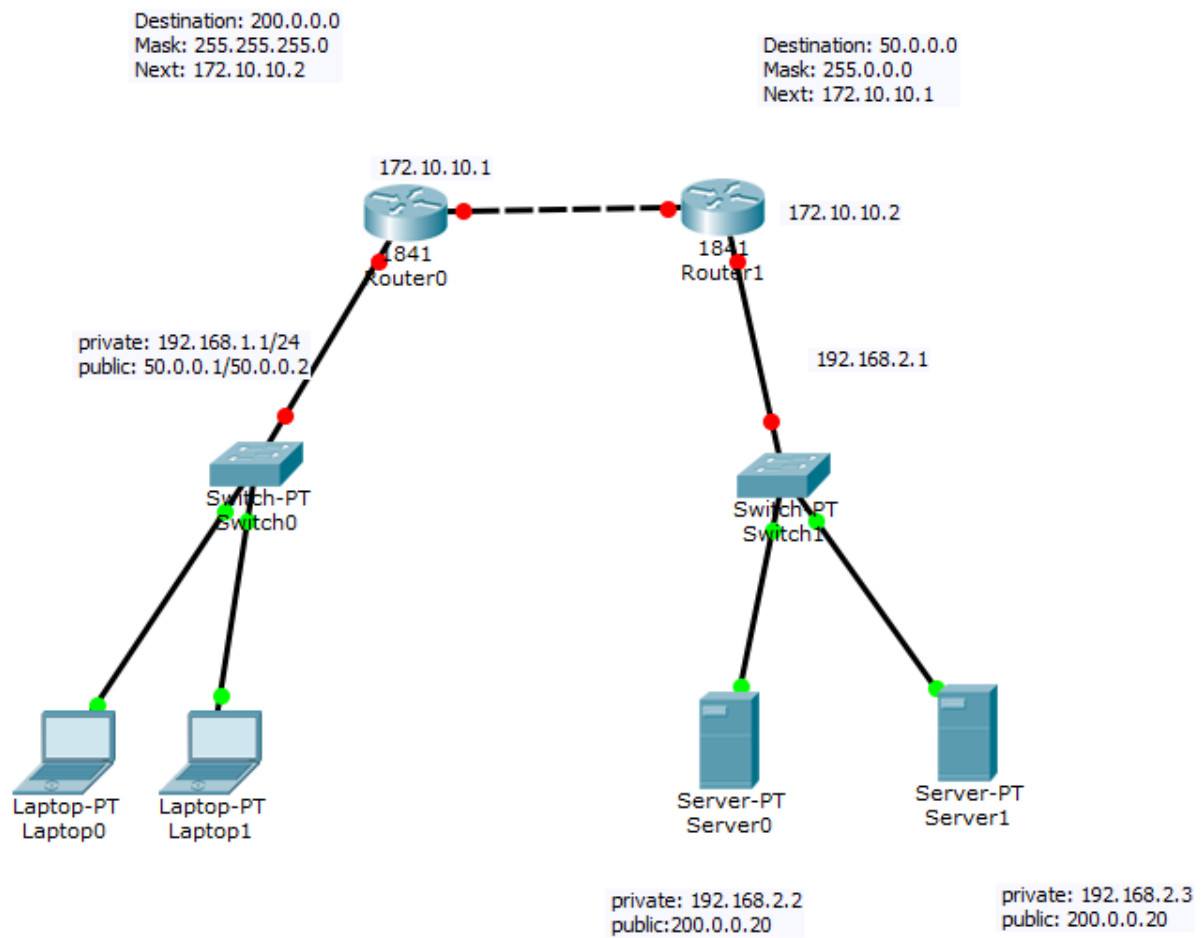 Destination: 200.0.0.0
Mask: 255.255.255.0
Next: 172.10.10.2
Destination: 50.0.0.0
Mask: 255.0.0.0
Next: 172.10.10.1
172.10.10.1
172.10.10.2
1841
Router0
1841
Router1
private: 192.168.1.1/24
public: 50.0.0.1/50.0.0.2
192.168.2.1
Switch-PT
Switch0
Switch-PT
Switch1
Laptop-PT
Laptop0
Laptop-PT
Laptop1
Server-PT
Server0
Server-PT
Server1
private: 192.168.2.2
public:200.0.0.20
private: 192.168.2.3
public: 200.0.0.20